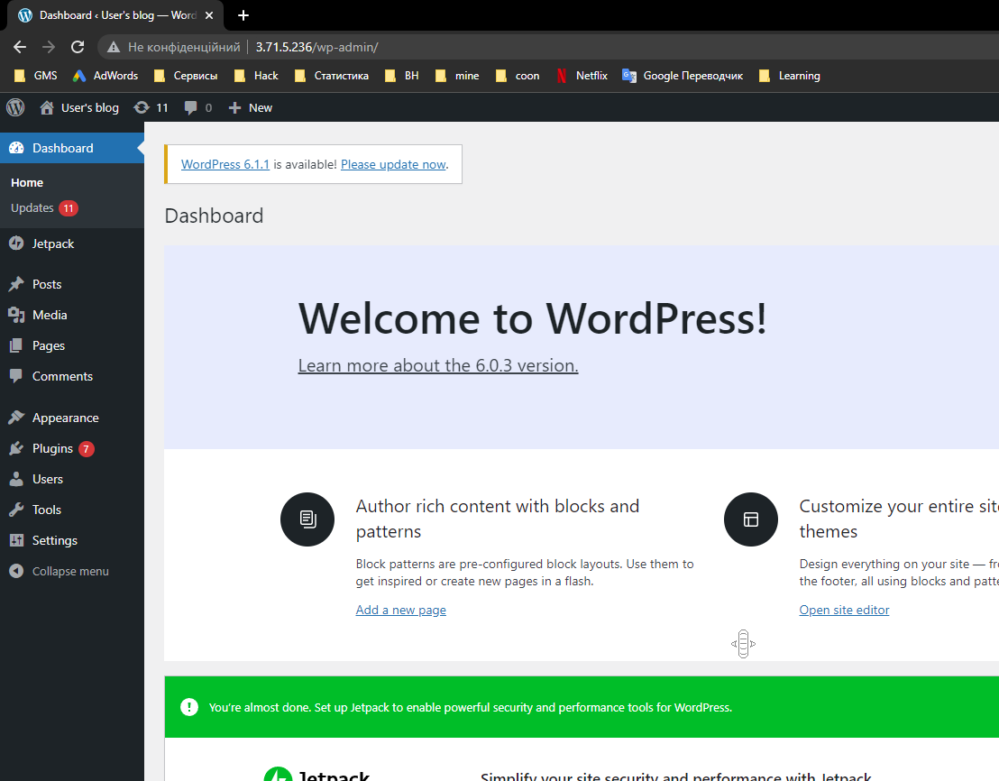 Dashboard ‹ User's blog — Word
Не конфіденційний 3.71.5.236/wp-admin/
GMS AdWords Сервисы Hack Статистика BH mine coon Netflix Google Переводчик Learning
User's blog 11 0 New
Dashboard
Home
Updates 11
Jetpack
Posts
Media
Pages
Comments
Appearance
Plugins 7
Users
Tools
Settings
Collapse menu
WordPress 6.1.1 is available! Please update now.
Dashboard
Welcome to WordPress!
Learn more about the 6.0.3 version.
Author rich content with blocks and
patterns
Block patterns are pre-configured block layouts. Use them to
get inspired or create new pages in a flash.
Add a new page
Customize your entire site
themes
Design everything on your site — fr
the footer, all using blocks and patte
Open site editor
You're almost done. Set up Jetpack to enable powerful security and performance tools for WordPress.
Jetpack
Simplify your site security and performance with Jetpack